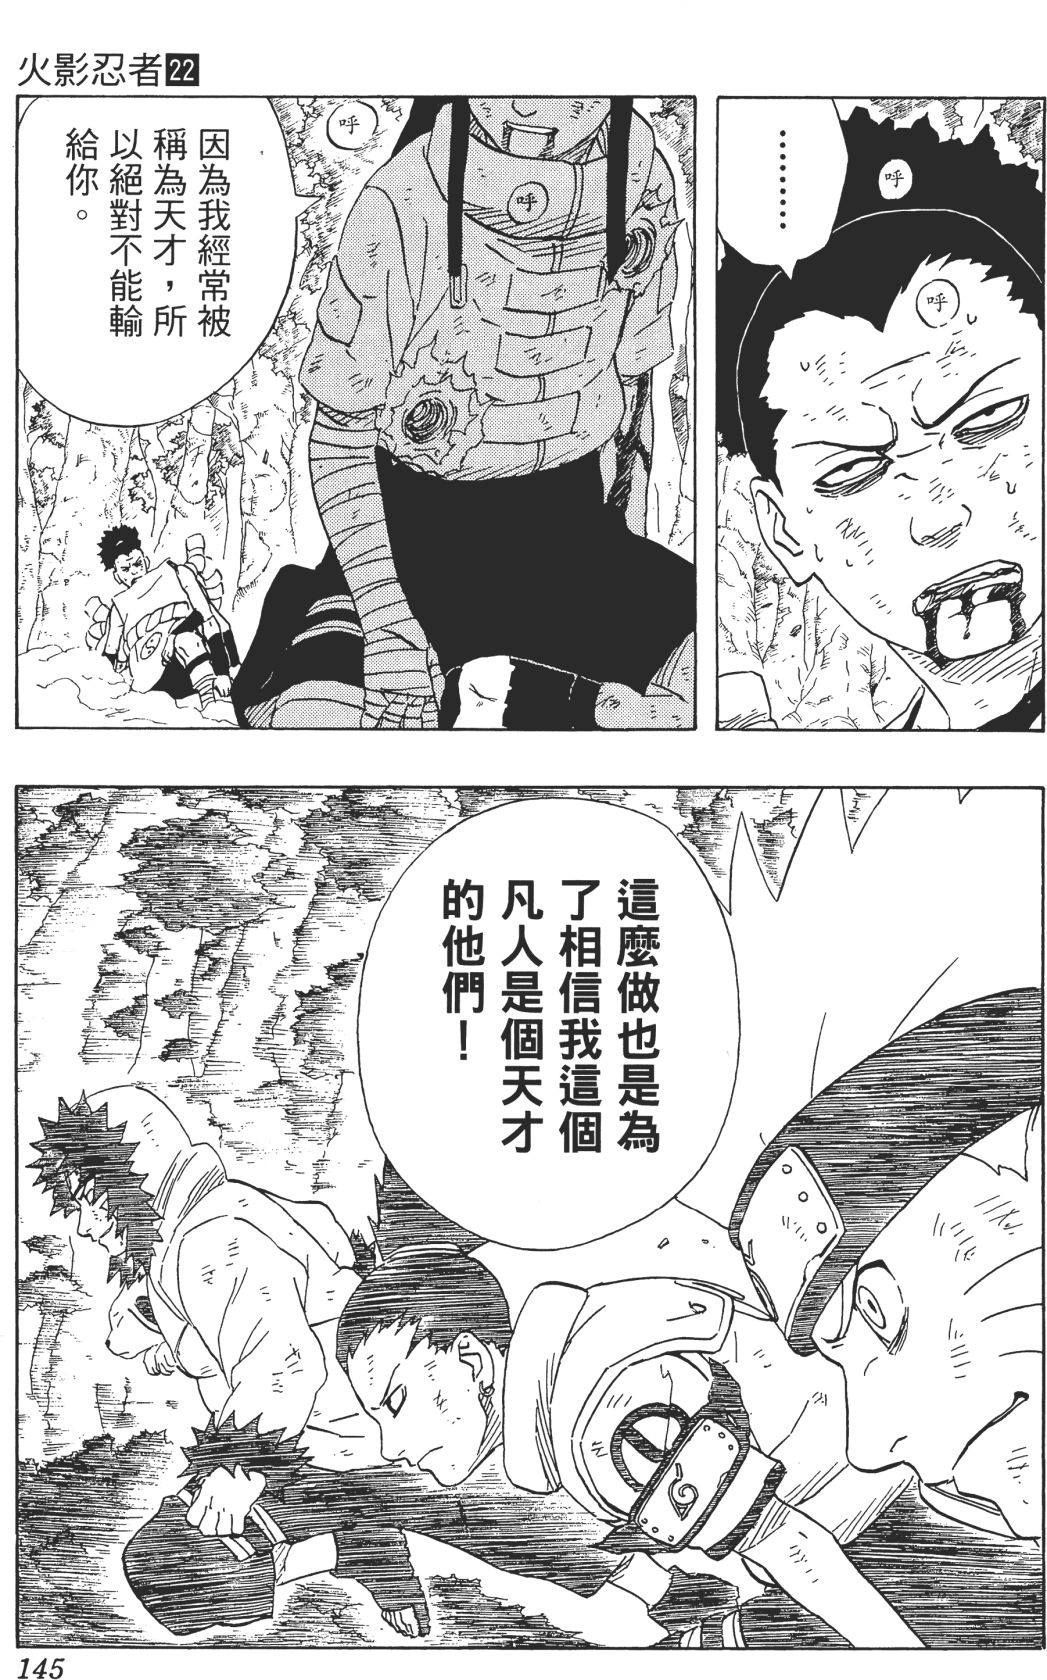 火影忍者22
………
呼
呼
呼
呼
因為我經常被
稱為天才，所
以絕對不能輸
給你。
這麼做也是為
了相信我這個
凡人是個天才
的他們！
145